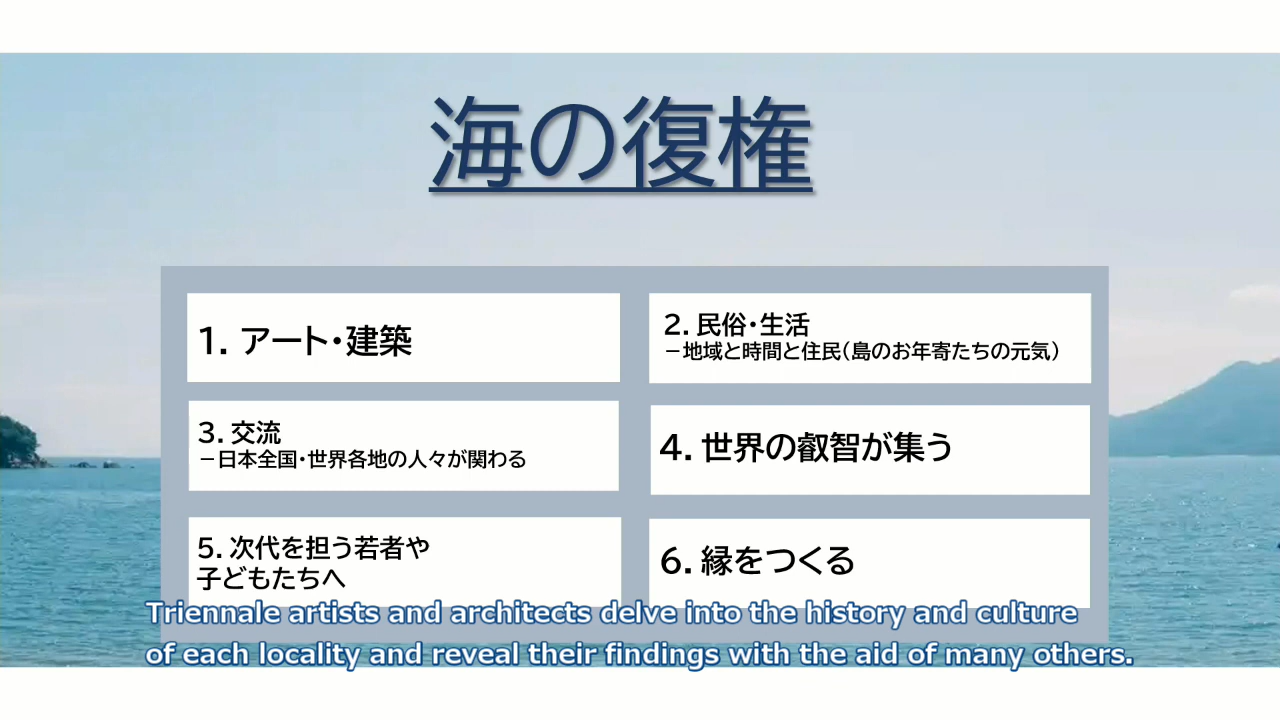 海の復権
1. アート・建築
2. 民俗・生活
－地域と時間と住民（島のお年寄たちの元気）
3. 交流
－日本全国・世界各地の人々が関わる
4. 世界の叡智が集う
5. 次代を担う若者や
子どもたちへ
6. 縁をつくる
Triennale artists and architects delve into the history and culture
of each locality and reveal their findings with the aid of many others.